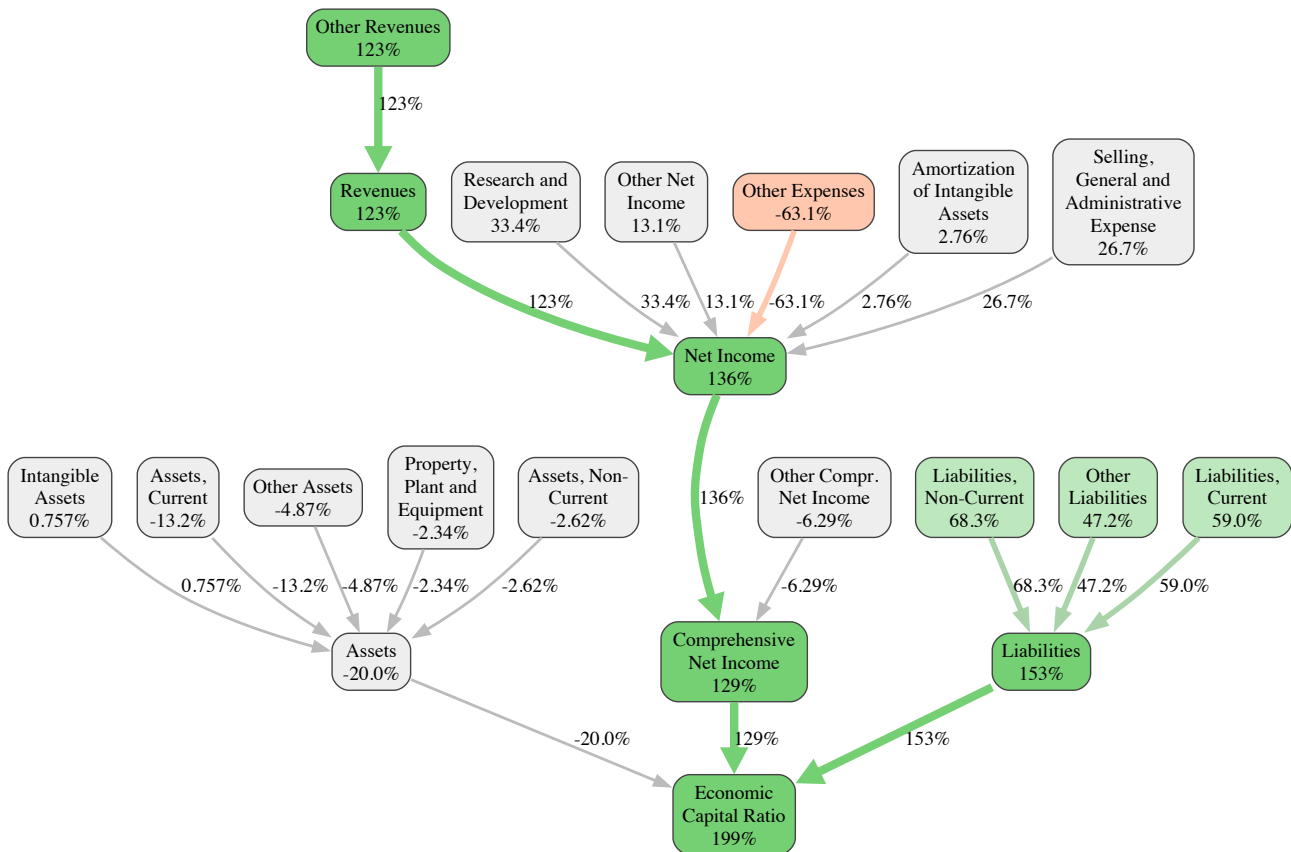 Other Revenues
123%
123%
Revenues
123%
Research and
Development
33.4%
Other Net
Income
13.1%
Other Expenses
-63.1%
Amortization
of Intangible
Assets
2.76%
Selling,
General and
Administrative
Expense
26.7%
123%
33.4%
13.1%
-63.1%
2.76%
26.7%
Net Income
136%
Intangible
Assets
0.757%
Assets,
Current
-13.2%
Other Assets
-4.87%
Property,
Plant and
Equipment
-2.34%
Assets, Non-
Current
-2.62%
136%
Other Compr.
Net Income
-6.29%
Liabilities,
Non-Current
68.3%
Other
Liabilities
47.2%
Liabilities,
Current
59.0%
0.757%
-13.2%
-4.87%
-2.34%
-2.62%
-6.29%
68.3%
47.2%
59.0%
Assets
-20.0%
Comprehensive
Net Income
129%
Liabilities
153%
-20.0%
129%
153%
Economic
Capital Ratio
199%